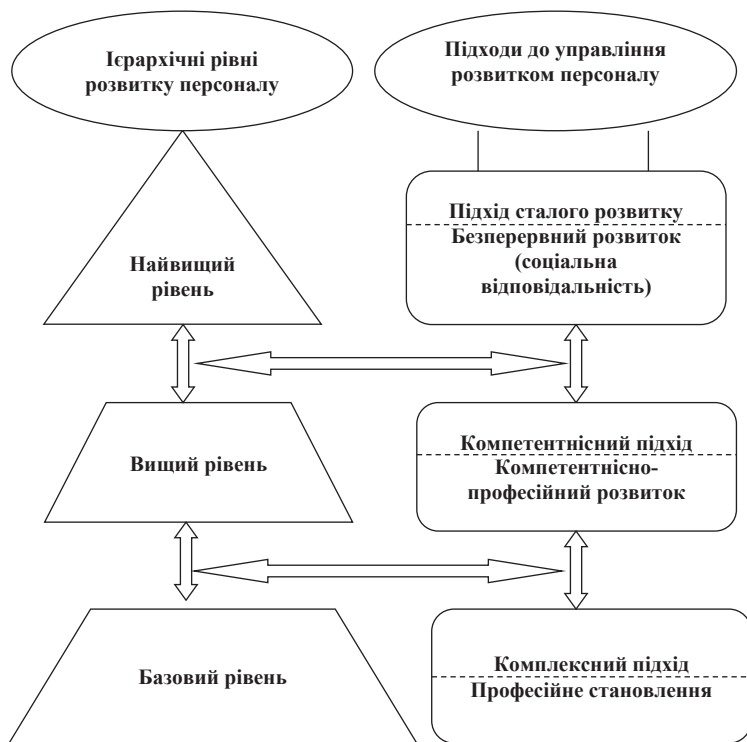 Ієрархічні рівні
розвитку персоналу
Підходи до управління
розвитком персоналу
Найвищий
рівень
Підхід сталого розвитку
Безперервний розвиток
(соціальна
відповідальність)
Вищий рівень
Компетентнісний підхід
Компетентнісно-
професійний розвиток
Базовий рівень
Комплексний підхід
Професійне становлення